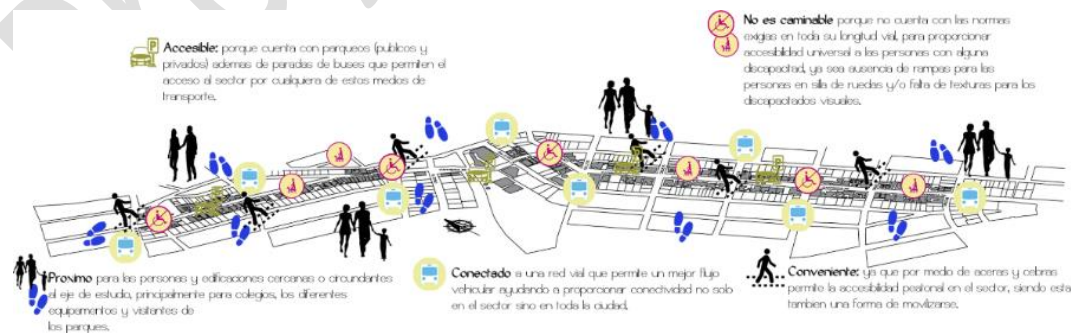 Accesible: porque cuenta con parqueos (publicos y
privados) ademas de paradas de buses que permiten el
acceso al sector por cualquiera de estos medios de
transporte.
No es caminable porque no cuenta con las normas
exigias en toda su longitud vial, para proporcionar
accesibilidad universal a las personas con alguna
discapacitad, ya sea ausencia de rampas para las
personas en silla de ruedas y/o falta de texturas para los
discapacitados visuales.
Proximo para las personas y edificaciones cercanas o circundantes
al eje de estudio, principalmente para colegios, los diferentes
equipamentos y visitantes de
los parques.
Conectado a una red vial que permite un mejor flujo
vehicular ayudando a proporcionar conectividad no solo
en el sector sino en toda la ciudad.
Conveniente: ya que por medio de aceras y cebras
permite la accesibilidad peatonal en el sector, siendo esta
tambien una forma de movilizarse.